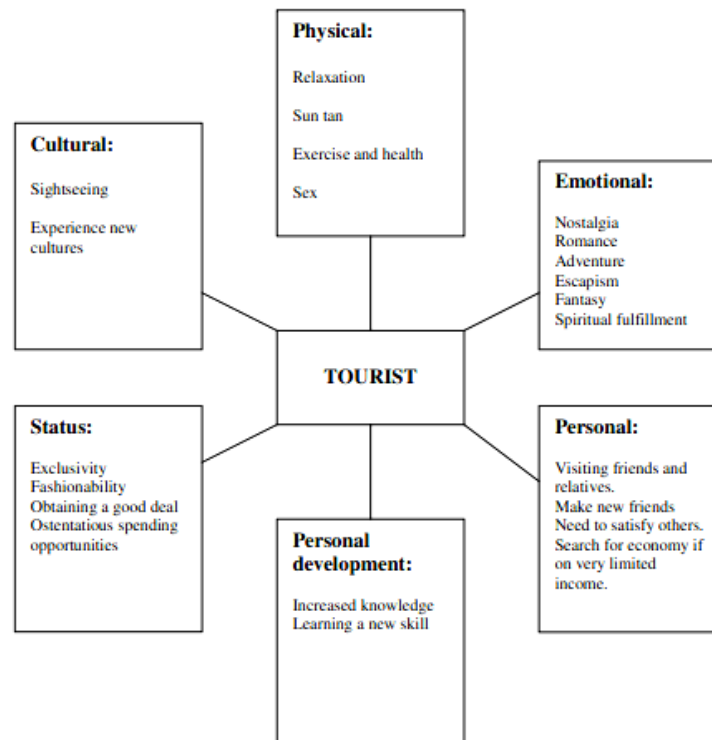 Physical:
Relaxation
Sun tan
Exercise and health
Sex
Cultural:
Sightseeing
Experience new
cultures
Emotional:
Nostalgia
Romance
Adventure
Escapism
Fantasy
Spiritual fulfillment
TOURIST
Status:
Exclusivity
Fashionability
Obtaining a good deal
Ostentatious spending
opportunities
Personal:
Visiting friends and
relatives.
Make new friends
Need to satisfy others.
Search for economy if
on very limited
income.
Personal
development:
Increased knowledge
Learning a new skill